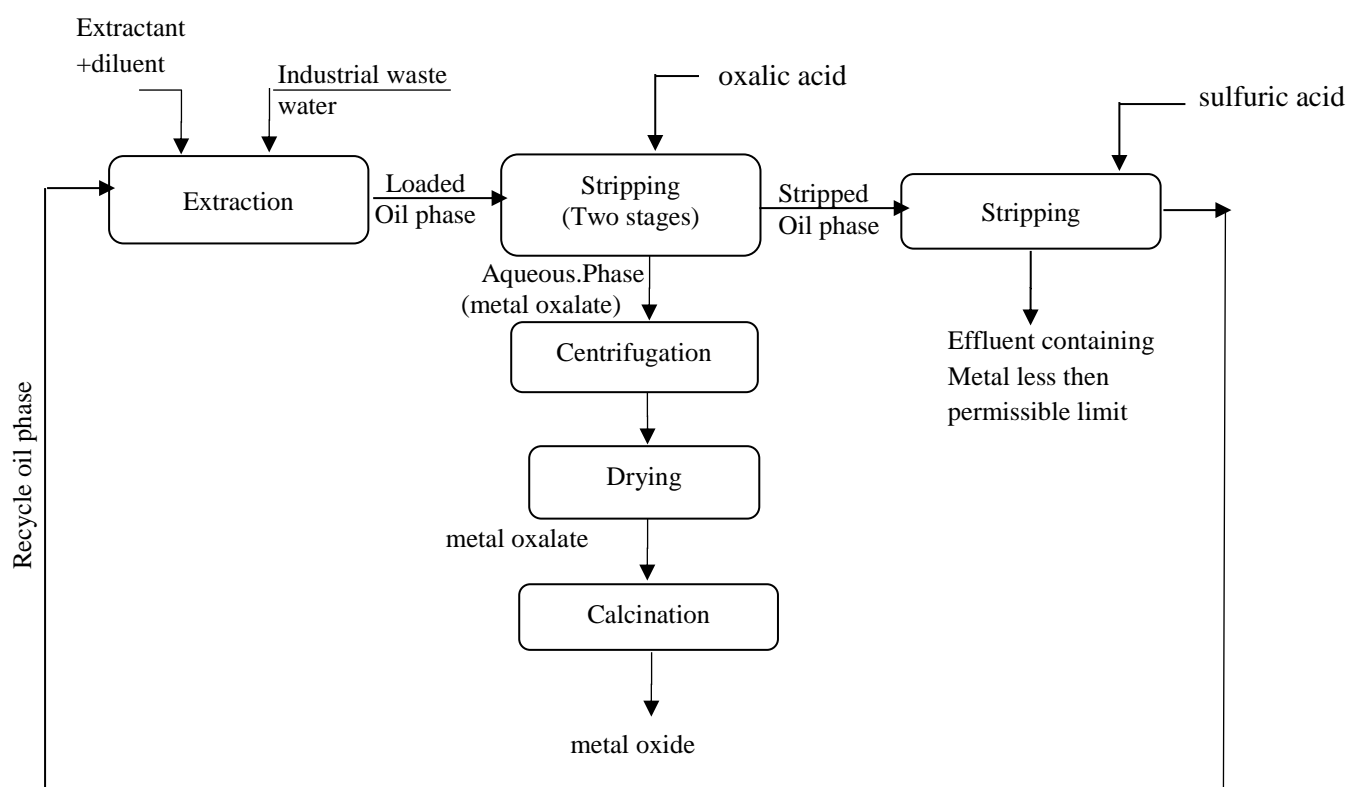 Extractant
+diluent
Industrial waste
water
oxalic acid
sulfuric acid
Extraction
Loaded
Oil phase
Stripping
(Two stages)
Stripped
Oil phase
Stripping
Aqueous.Phase
(metal oxalate)
Centrifugation
Effluent containing
Metal less then
permissible limit
Drying
metal oxalate
Calcination
metal oxide
Recycle oil phase